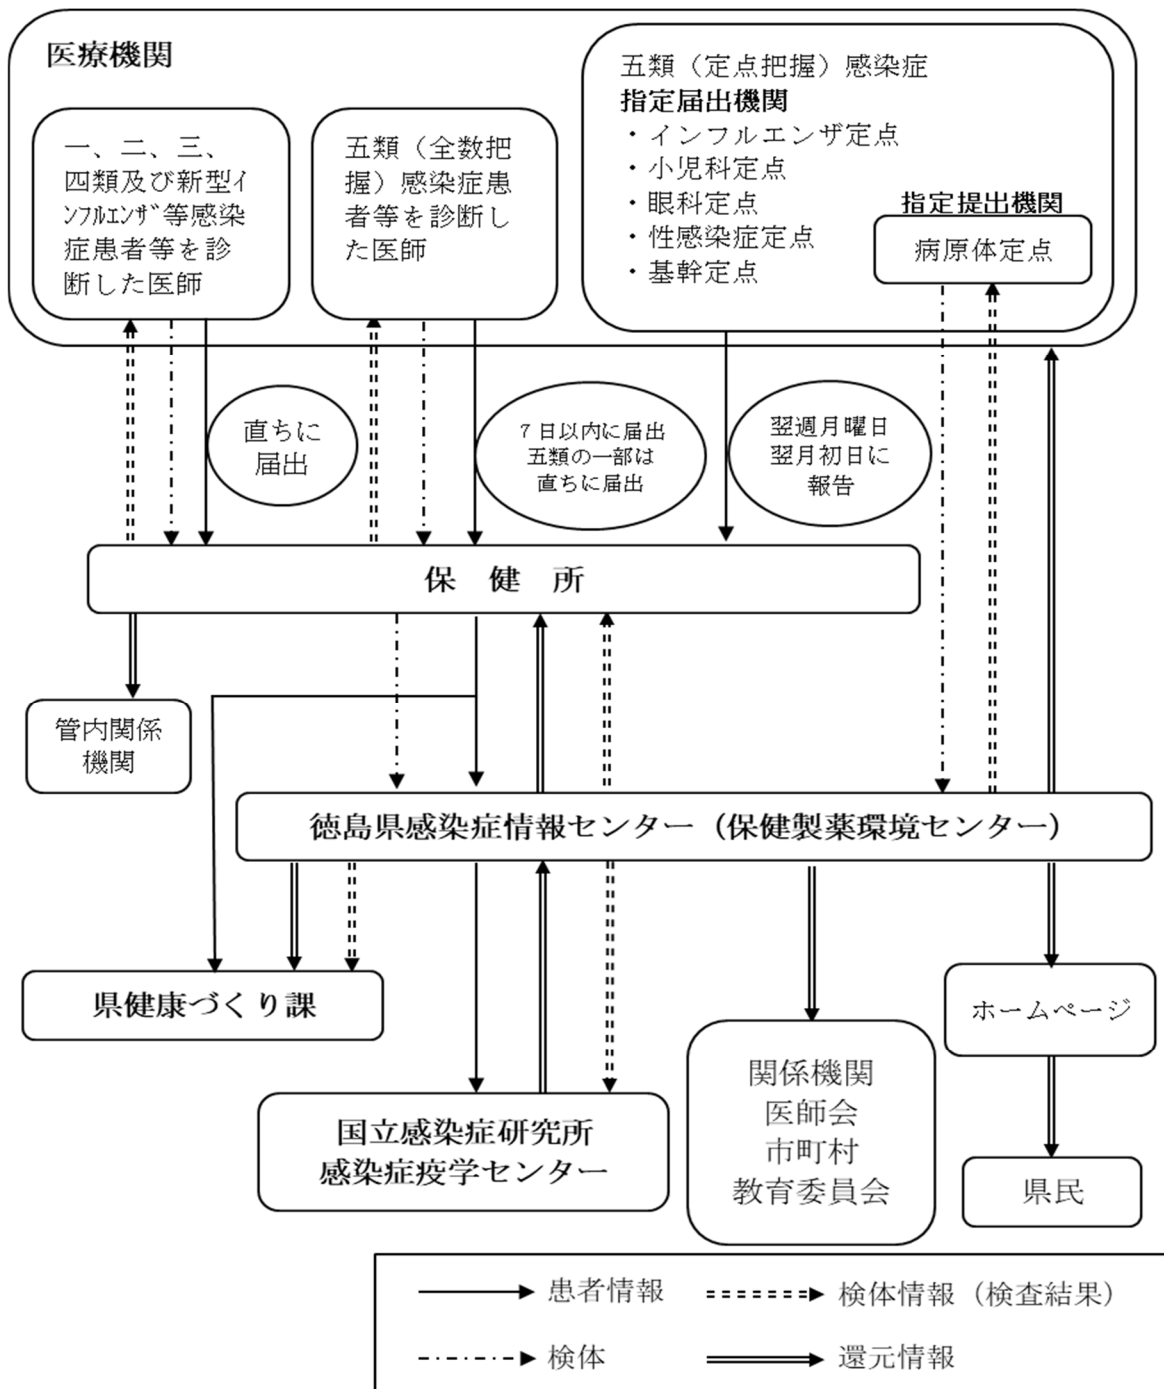 医療機関
一、二、三、
四類及び新型ｲ
ﾝﾌﾙｴﾝｻﾞ等感染
症患者等を診
断した医師
五類（全数把
握）感染症患
者等を診断し
た医師
五類（定点把握）感染症
指定届出機関
・インフルエンザ定点
・小児科定点
・眼科定点
・性感染症定点
・基幹定点
指定提出機関
病原体定点
直ちに
届出
７日以内に届出
五類の一部は
直ちに届出
翌週月曜日
翌月初日に
報告
保　健　所
管内関係
機関
徳島県感染症情報センター（保健製薬環境センター）
県健康づくり課
国立感染症研究所
感染症疫学センター
関係機関
医師会
市町村
教育委員会
ホームページ
県民
患者情報
検体情報（検査結果）
検体
還元情報